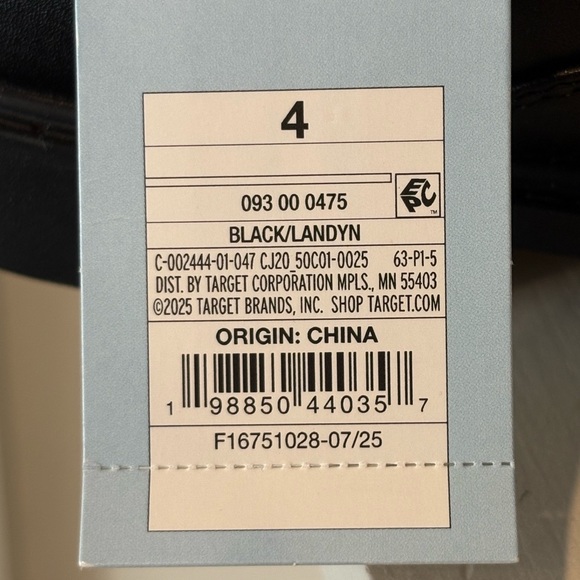 4
093 00 0475
EPC™
BLACK/LANDYN
C-002444-01-047 CJ20_50C01-0025 63-P1-5
DIST. BY TARGET CORPORATION MPLS., MN 55403
©2025 TARGET BRANDS, INC. SHOP TARGET.COM
ORIGIN: CHINA
1 98850 44035 7
F16751028-07/25